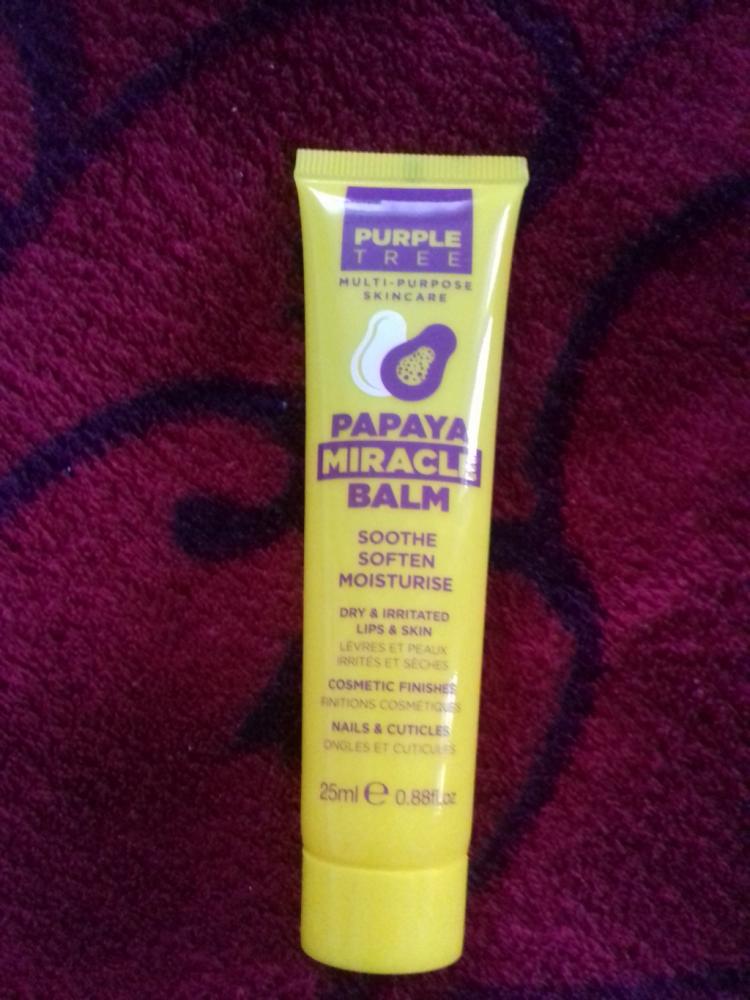 PURPLE
TREE
MULTI-PURPOSE
SKINCARE
PAPAYA
MIRACLE
BALM
SOOTHE
SOFTEN
MOISTURISE
DRY & IRRITATED
LIPS & SKIN
LÈVRES ET PEAUX
IRRITÉS ET SÈCHES
COSMETIC FINISHES
FINITIONS COSMÉTIQUES
NAILS & CUTICLES
ONGLES ET CUTICULES
25ml e 0.88fl.oz